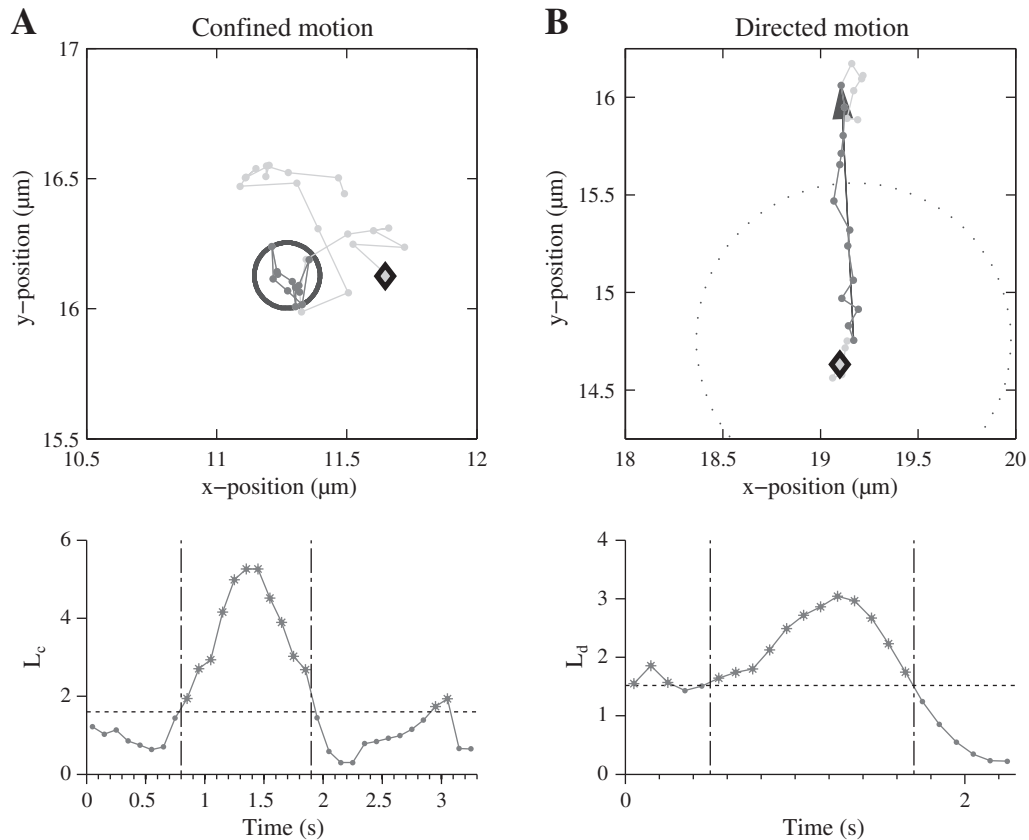 A Confined motion
17
16.5
16
15.5
y−position (μm)
10.5 11 11.5 12
x−position (μm)
B Directed motion
16
15.5
15
14.5
y−position (μm)
18 18.5 19 19.5 20
x−position (μm)
6
4
2
0
L_c
0 0.5 1 1.5 2 2.5 3
Time (s)
4
3
2
1
0
L_d
0 2
Time (s)